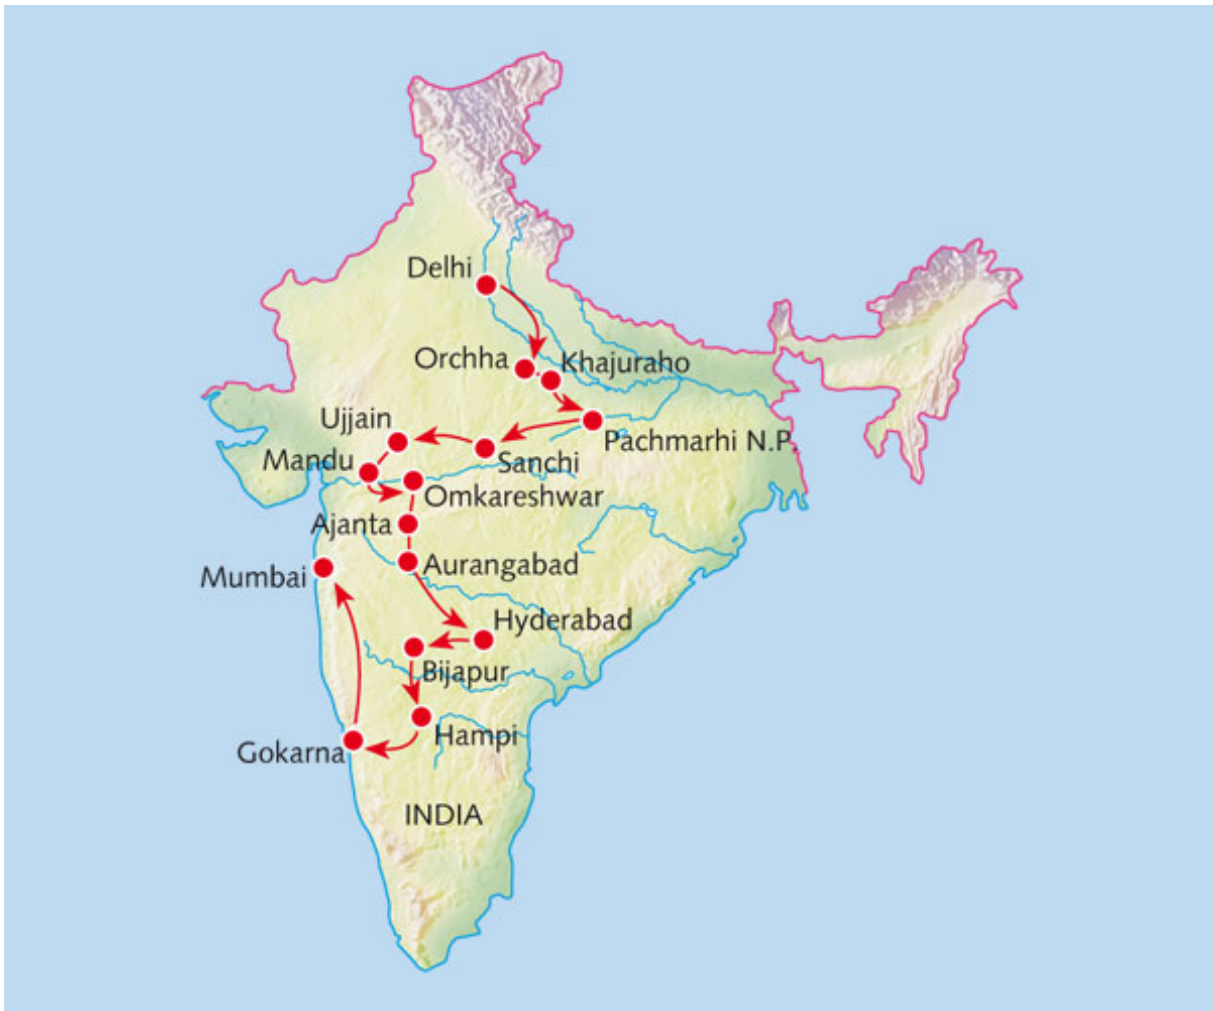 Delhi
Orchha
Khajuraho
Ujjain
Pachmarhi N.P.
Mandu
Sanchi
Omkareshwar
Ajanta
Aurangabad
Mumbai
Hyderabad
Bijapur
Hampi
Gokarna
INDIA